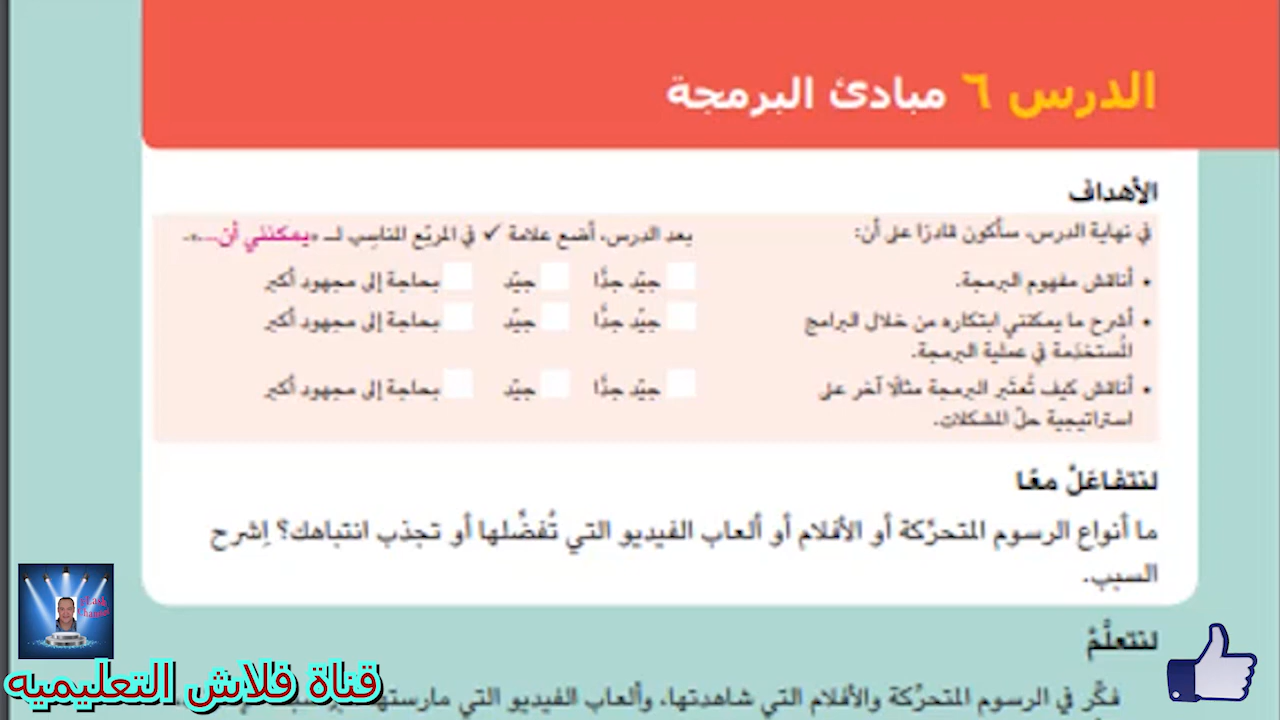 الدرس ٦ مبادئ البرمجة
الأهداف
في نهاية الدرس، سأكون قادرًا على أن:
بعد الدرس، أضع علامة ✓ في المربّع المناسِب لـ «يمكنني أن...».
• أناقش مفهوم البرمجة.
جيّد جدًّا جيّد بحاجة إلى مجهود أكبر
• أشرح ما يمكنني ابتكاره من خلال البرامج
جيّد جدًّا جيّد بحاجة إلى مجهود أكبر
المُستخدَمة في عملية البرمجة.
• أناقش كيف تُعتَبر البرمجة مثالًا آخر على
جيّد جدًّا جيّد بحاجة إلى مجهود أكبر
استراتيجية حلّ المشكلات.
لنتفاعَلْ معًا
ما أنواع الرسوم المتحرِّكة أو الأفلام أو ألعاب الفيديو التي تُفضِّلها أو تجذب انتباهك؟ اِشرح
السبب.
لنتعلَّمْ
فكِّر في الرسوم المتحرِّكة والأفلام التي شاهدتها، وألعاب الفيديو التي
قناة فلاش التعليميه